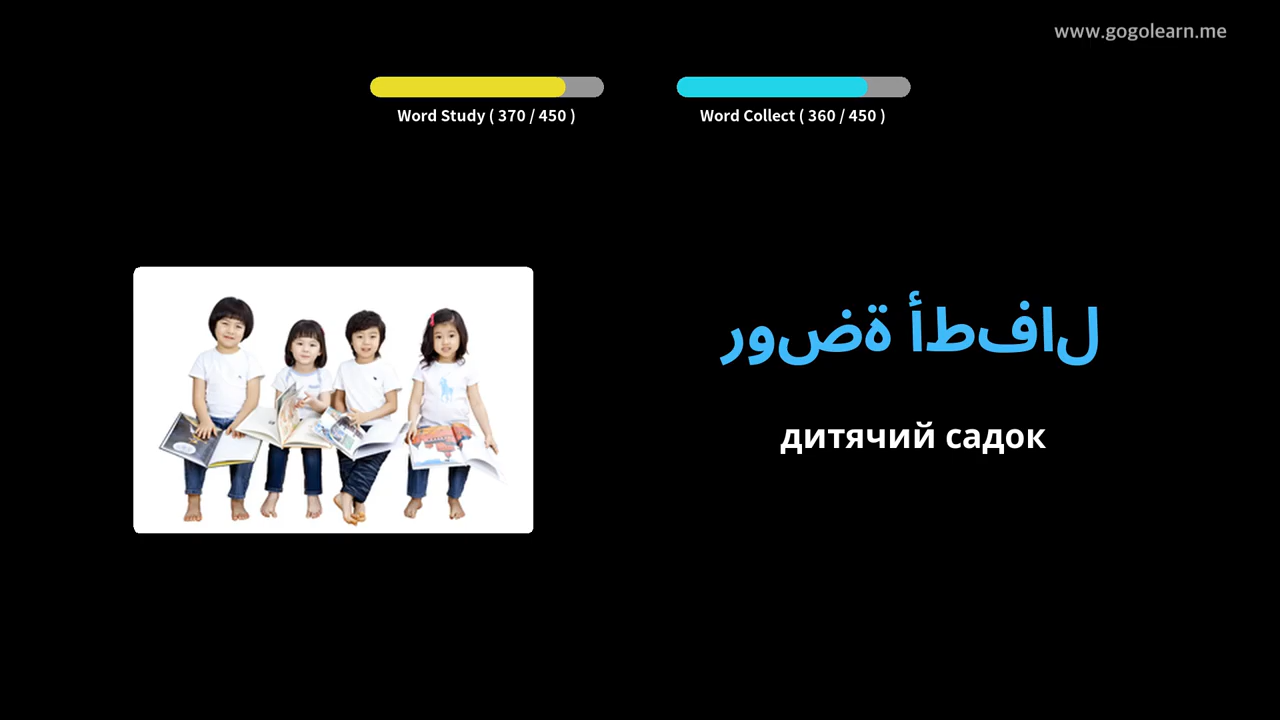 www.gogolearn.me
Word Study ( 370 / 450 )
Word Collect ( 360 / 450 )
روضة أطفال
дитячий садок